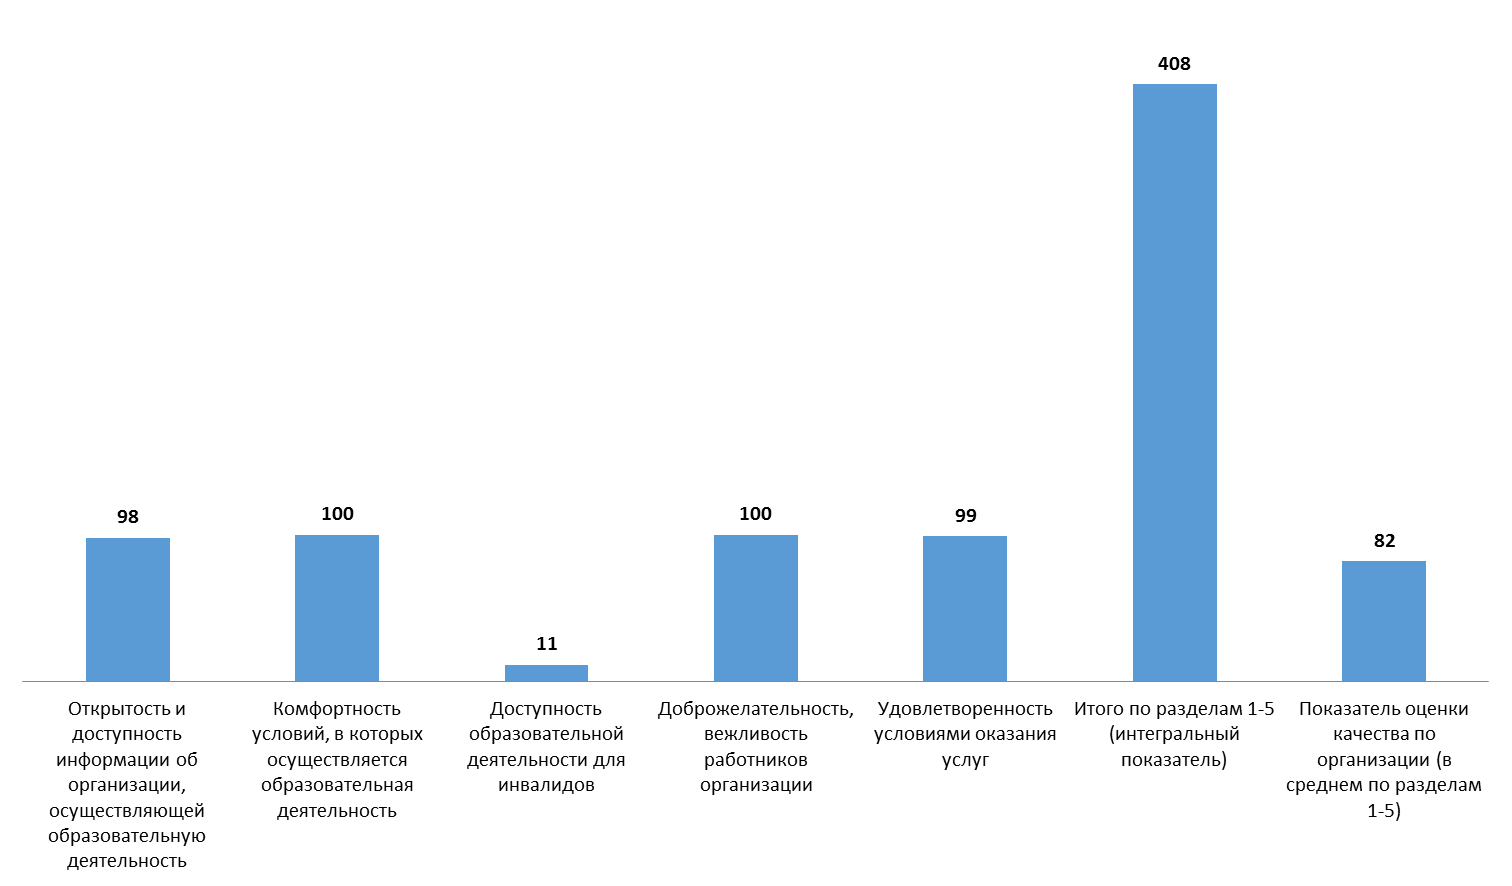 408
98
100
11
100
99
82
Открытость и
доступность
информации об
организации,
осуществляющей
образовательную
деятельность
Комфортность
условий, в которых
осуществляется
образовательная
деятельность
Доступность
образовательной
деятельности для
инвалидов
Доброжелательность,
вежливость
работников
организации
Удовлетворенность
условиями оказания
услуг
Итого по разделам 1-5
(интегральный
показатель)
Показатель оценки
качества по
организации (в
среднем по разделам
1-5)